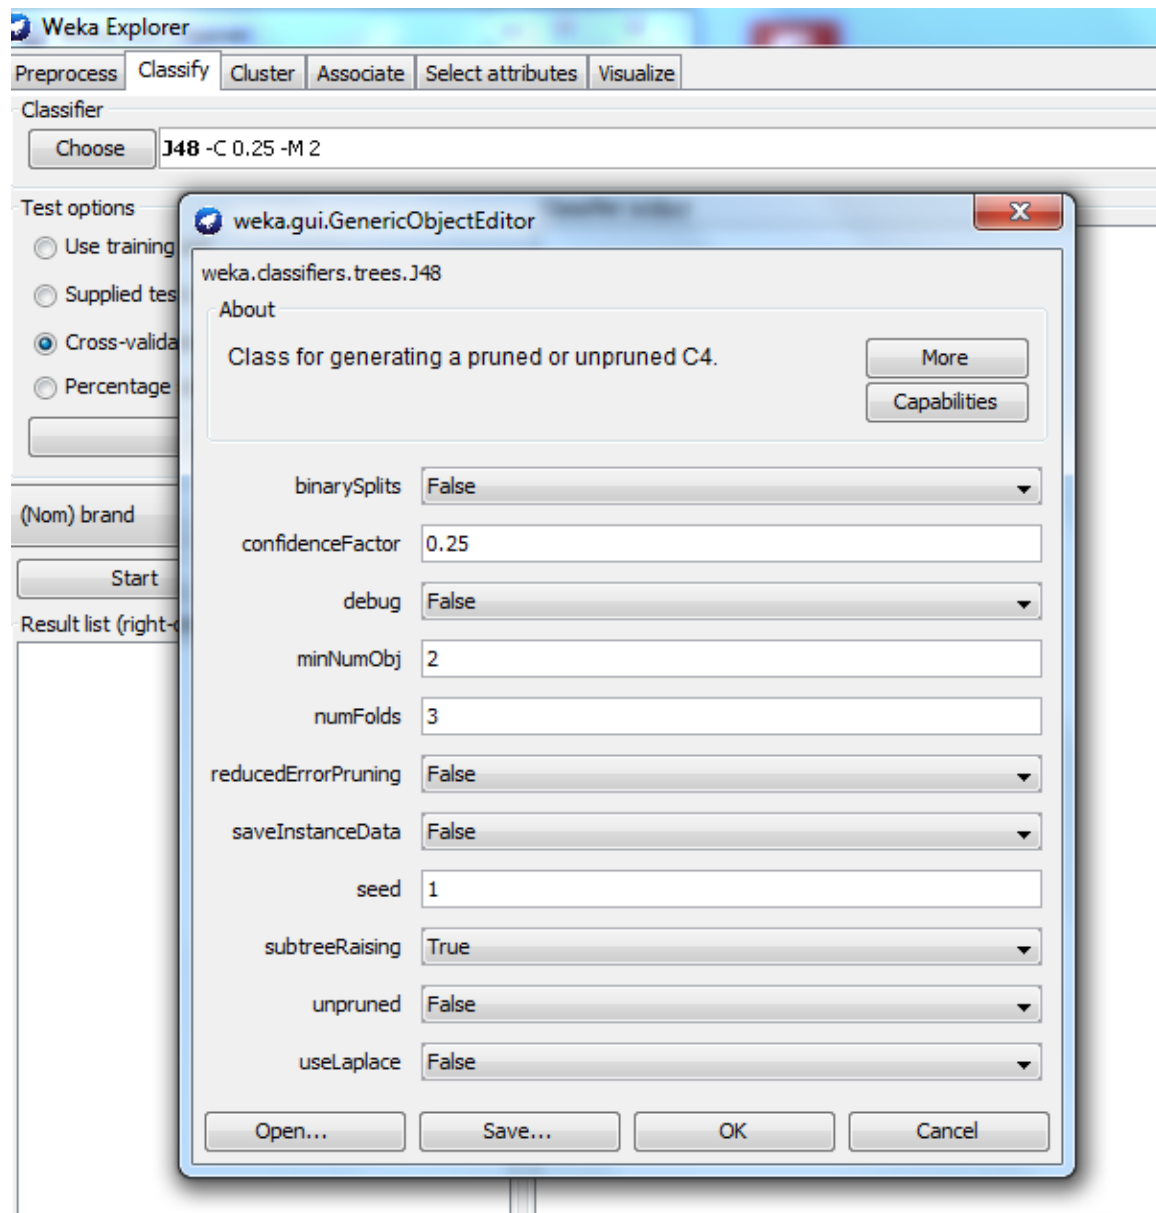 Weka Explorer
Preprocess Classify Cluster Associate Select attributes Visualize
Classifier
Choose J48 -C 0.25 -M 2
Test options
Use training
Supplied tes
Cross-valida
Percentage
(Nom) brand
Start
Result list (right-c
weka.gui.GenericObjectEditor
weka.classifiers.trees.J48
About
Class for generating a pruned or unpruned C4.
More
Capabilities
binarySplits False
confidenceFactor 0.25
debug False
minNumObj 2
numFolds 3
reducedErrorPruning False
saveInstanceData False
seed 1
subtreeRaising True
unpruned False
useLaplace False
Open... Save... OK Cancel